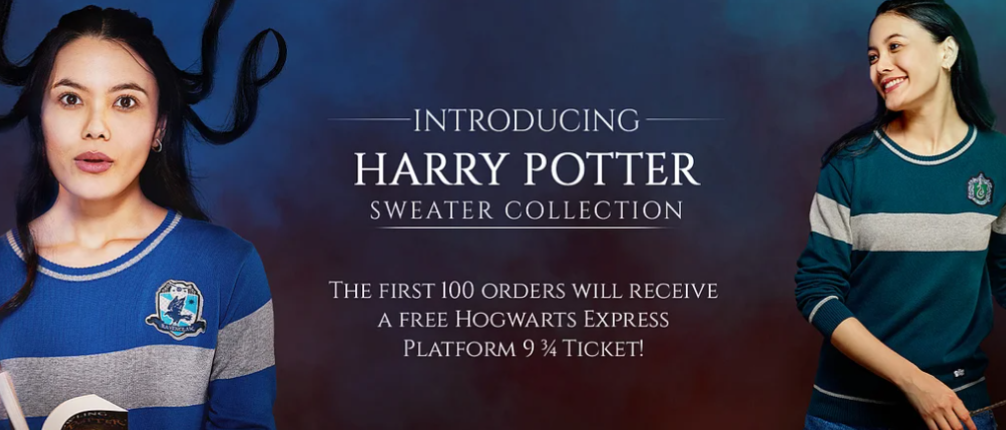 INTRODUCING
HARRY POTTER
SWEATER COLLECTION
THE FIRST 100 ORDERS WILL RECEIVE
A FREE HOGWARTS EXPRESS
PLATFORM 9 ¾ TICKET!
RAVENCLAW